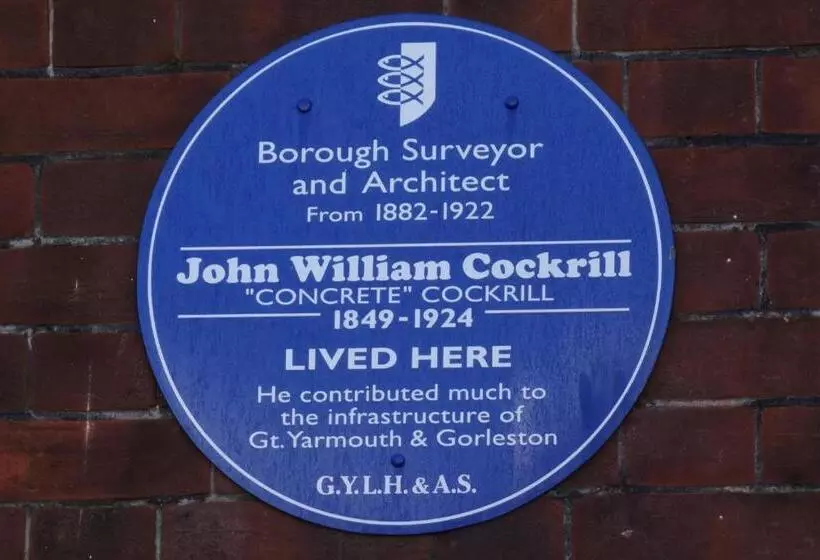 Borough Surveyor
and Architect
From 1882-1922
John William Cockrill
"CONCRETE" COCKRILL
1849-1924
LIVED HERE
He contributed much to
the infrastructure of
Gt. Yarmouth & Gorleston
G.Y.L.H. & A.S.